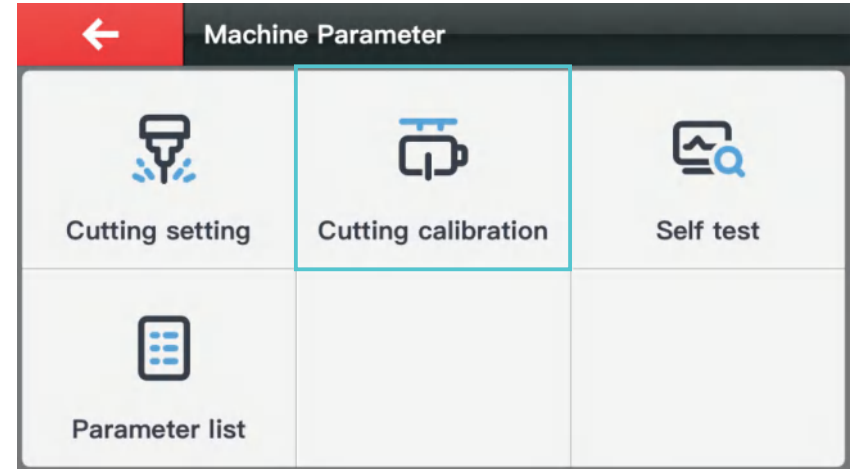 Machine Parameter
Cutting setting
Cutting calibration
Self test
Parameter list